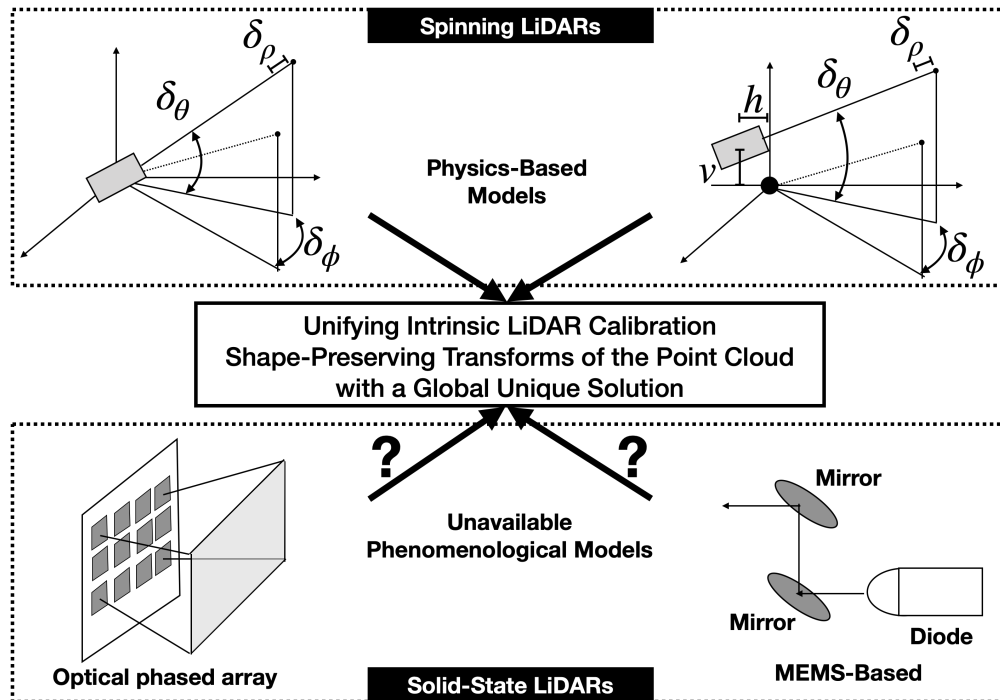 Spinning LiDARs
δρ
δθ
δϕ
Physics-Based
Models
δρ
δθ
h
v
δϕ
Unifying Intrinsic LiDAR Calibration
Shape-Preserving Transforms of the Point Cloud
with a Global Unique Solution
?
?
Unavailable
Phenomenological Models
Mirror
Mirror
Diode
Optical phased array
MEMS-Based
Solid-State LiDARs